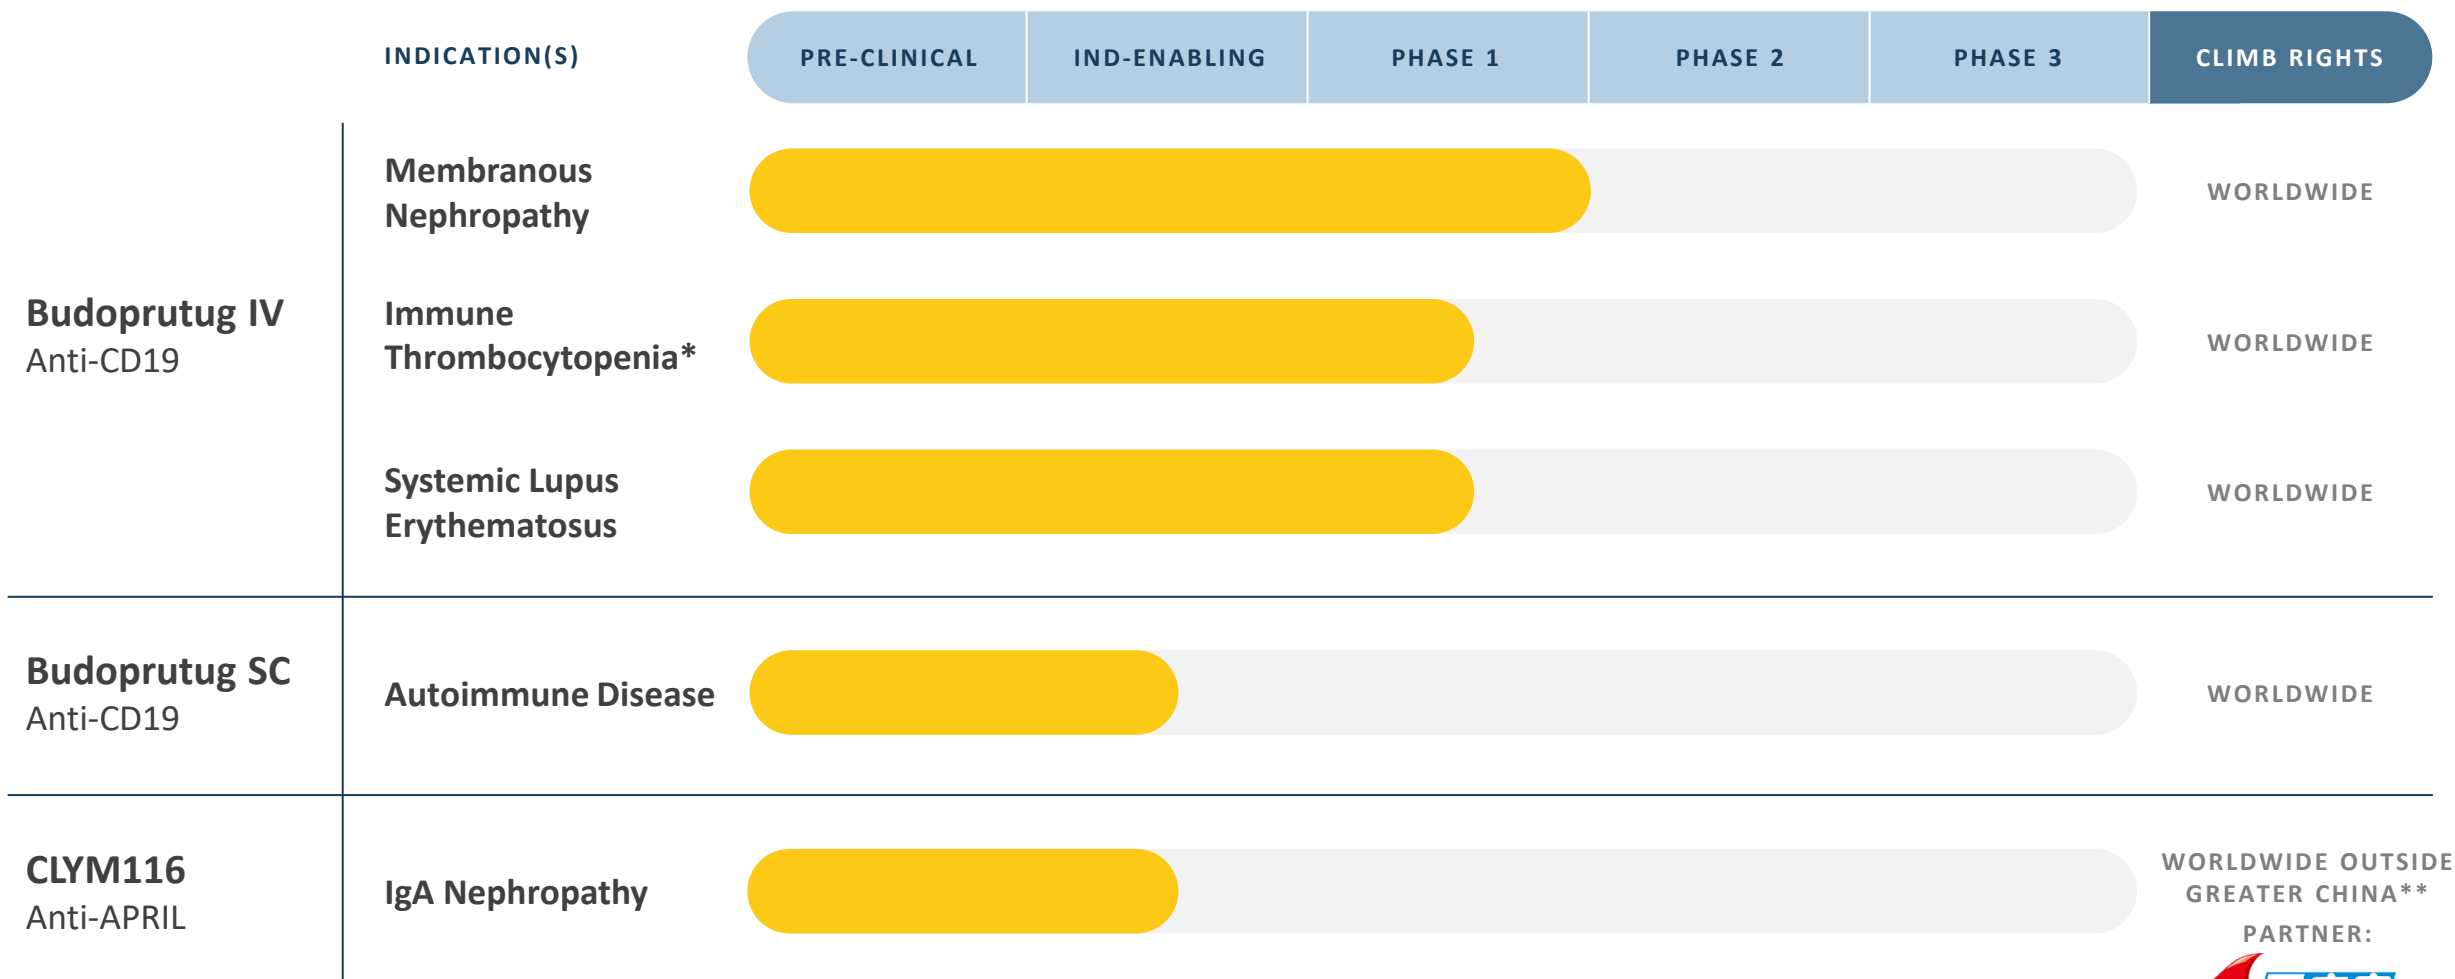 INDICATION(S)
PRE-CLINICAL
IND-ENABLING
PHASE 1
PHASE 2
PHASE 3
CLIMB RIGHTS
Budoprutug IV
Anti-CD19
Membranous
Nephropathy
WORLDWIDE
Immune
Thrombocytopenia*
WORLDWIDE
Systemic Lupus
Erythematosus
WORLDWIDE
Budoprutug SC
Anti-CD19
Autoimmune Disease
WORLDWIDE
CLYM116
Anti-APRIL
IgA Nephropathy
WORLDWIDE OUTSIDE
GREATER CHINA**
PARTNER: